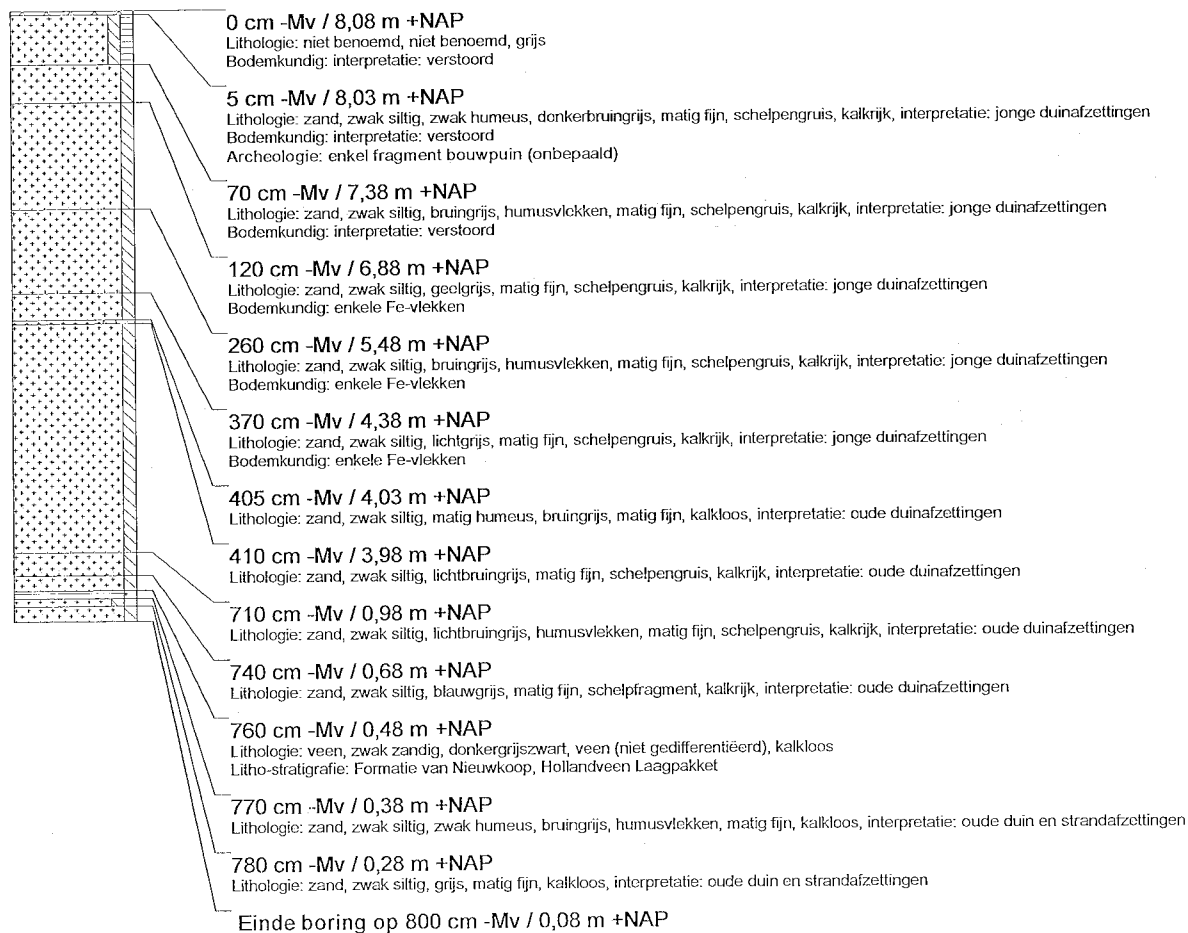 0 cm -Mv / 8,08 m +NAP
Lithologie: niet benoemd, niet benoemd, grijs
Bodemkundig: interpretatie: verstoord
5 cm -Mv / 8,03 m +NAP
Lithologie: zand, zwak siltig, zwak humeus, donkerbruingrijs, matig fijn, schelpengruis, kalkrijk, interpretatie: jonge duinafzettingen
Bodemkundig: interpretatie: verstoord
Archeologie: enkel fragment bouwpuin (onbepaald)
70 cm -Mv / 7,38 m +NAP
Lithologie: zand, zwak siltig, bruingrijs, humusvlekken, matig fijn, schelpengruis, kalkrijk, interpretatie: jonge duinafzettingen
Bodemkundig: interpretatie: verstoord
120 cm -Mv / 6,88 m +NAP
Lithologie: zand, zwak siltig, geelgrijs, matig fijn, schelpengruis, kalkrijk, interpretatie: jonge duinafzettingen
Bodemkundig: enkele Fe-vlekken
260 cm -Mv / 5,48 m +NAP
Lithologie: zand, zwak siltig, bruingrijs, humusvlekken, matig fijn, schelpengruis, kalkrijk, interpretatie: jonge duinafzettingen
Bodemkundig: enkele Fe-vlekken
370 cm -Mv / 4,38 m +NAP
Lithologie: zand, zwak siltig, lichtgrijs, matig fijn, schelpengruis, kalkrijk, interpretatie: jonge duinafzettingen
Bodemkundig: enkele Fe-vlekken
405 cm -Mv / 4,03 m +NAP
Lithologie: zand, zwak siltig, matig humeus, bruingrijs, matig fijn, kalkloos, interpretatie: oude duinafzettingen
410 cm -Mv / 3,98 m +NAP
Lithologie: zand, zwak siltig, lichtbruingrijs, matig fijn, schelpengruis, kalkrijk, interpretatie: oude duinafzettingen
710 cm -Mv / 0,98 m +NAP
Lithologie: zand, zwak siltig, lichtbruingrijs, humusvlekken, matig fijn, schelpengruis, kalkrijk, interpretatie: oude duinafzettingen
740 cm -Mv / 0,68 m +NAP
Lithologie: zand, zwak siltig, blauwgrijs, matig fijn, schelpfragment, kalkrijk, interpretatie: oude duinafzettingen
760 cm -Mv / 0,48 m +NAP
Lithologie: veen, zwak zandig, donkergrijszwart, veen (niet gedifferentiëerd), kalkloos
Litho-stratigrafie: Formatie van Nieuwkoop, Hollandveen Laagpakket
770 cm -Mv / 0,38 m +NAP
Lithologie: zand, zwak siltig, zwak humeus, bruingrijs, humusvlekken, matig fijn, kalkloos, interpretatie: oude duin en strandafzettingen
780 cm -Mv / 0,28 m +NAP
Lithologie: zand, zwak siltig, grijs, matig fijn, kalkloos, interpretatie: oude duin en strandafzettingen
Einde boring op 800 cm -Mv / 0,08 m +NAP